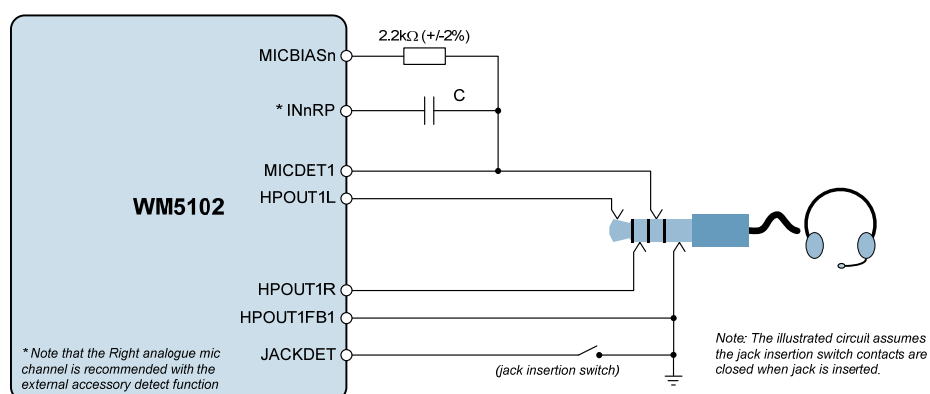 2.2kΩ (+/-2%)
MICBIASn
C
* INnRP
MICDET1
HPOUT1L
WM5102
HPOUT1R
HPOUT1FB1
JACKDET
(jack insertion switch)
* Note that the Right analogue mic
channel is recommended with the
external accessory detect function
Note: The illustrated circuit assumes
the jack insertion switch contacts are
closed when jack is inserted.